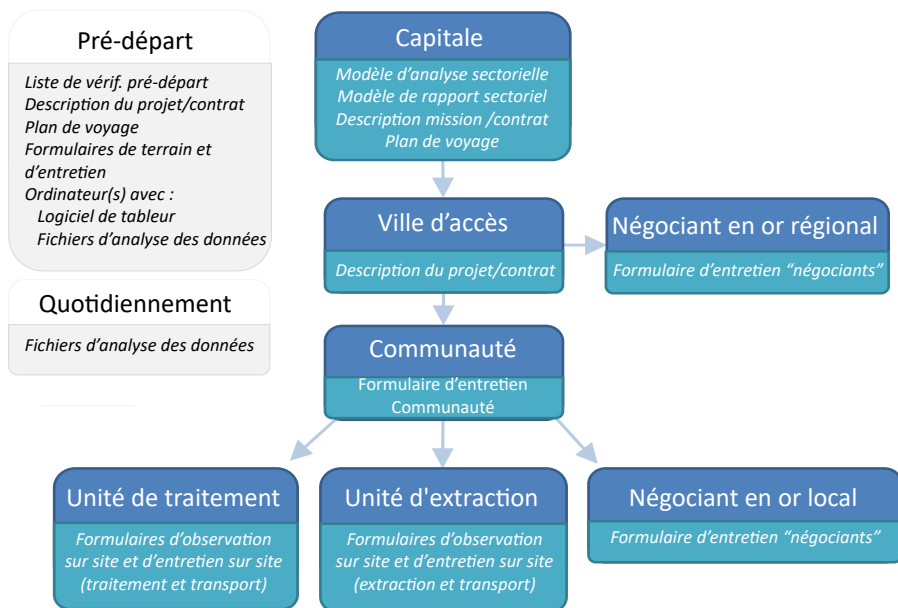 Pré-départ
Liste de vérif. pré-départ
Description du projet/contrat
Plan de voyage
Formulaires de terrain et
d'entretien
Ordinateur(s) avec :
Logiciel de tableur
Fichiers d'analyse des données
Quotidiennement
Fichiers d'analyse des données
Capitale
Modèle d'analyse sectorielle
Modèle de rapport sectoriel
Description mission /contrat
Plan de voyage
Ville d'accès
Description du projet/contrat
Négociant en or régional
Formulaire d'entretien “négociants”
Communauté
Formulaire d'entretien
Communauté
Unité de traitement
Formulaires d'observation
sur site et d'entretien sur site
(traitement et transport)
Unité d'extraction
Formulaires d'observation
sur site et d'entretien sur site
(extraction et transport)
Négociant en or local
Formulaire d'entretien “négociants”